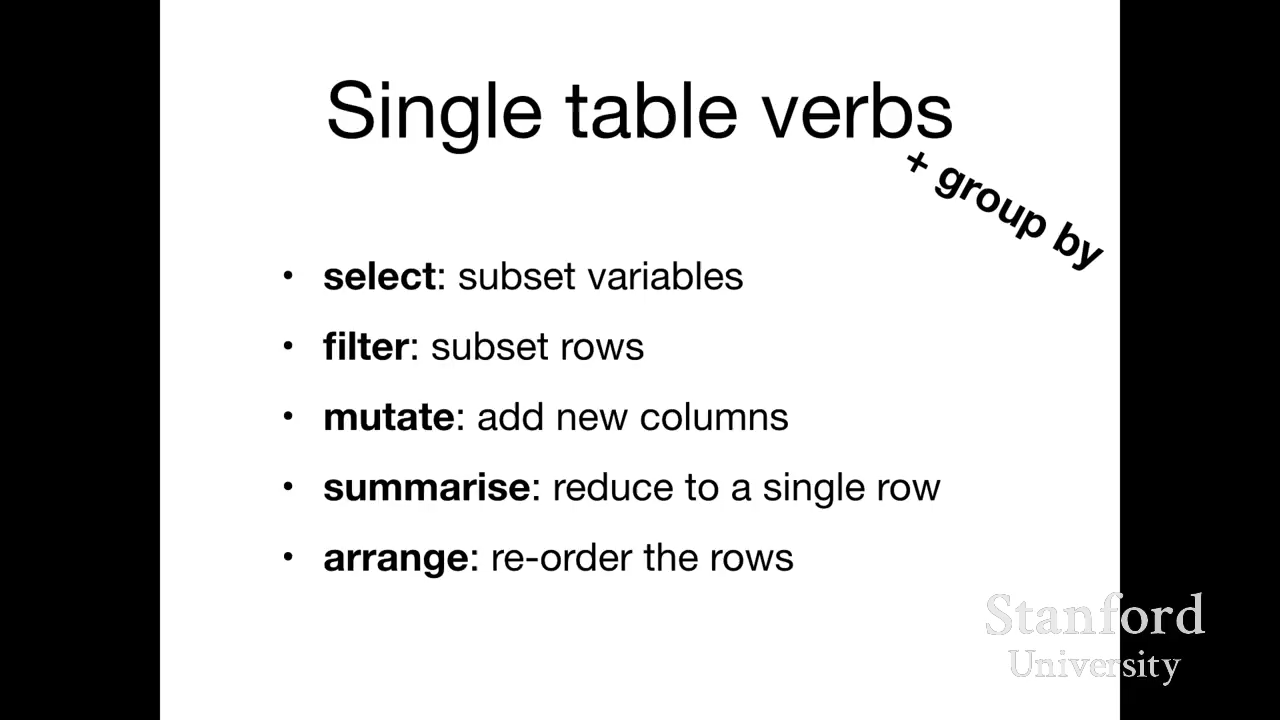 Single table verbs
+ group by
• select: subset variables
• filter: subset rows
• mutate: add new columns
• summarise: reduce to a single row
• arrange: re-order the rows
Stanford
University